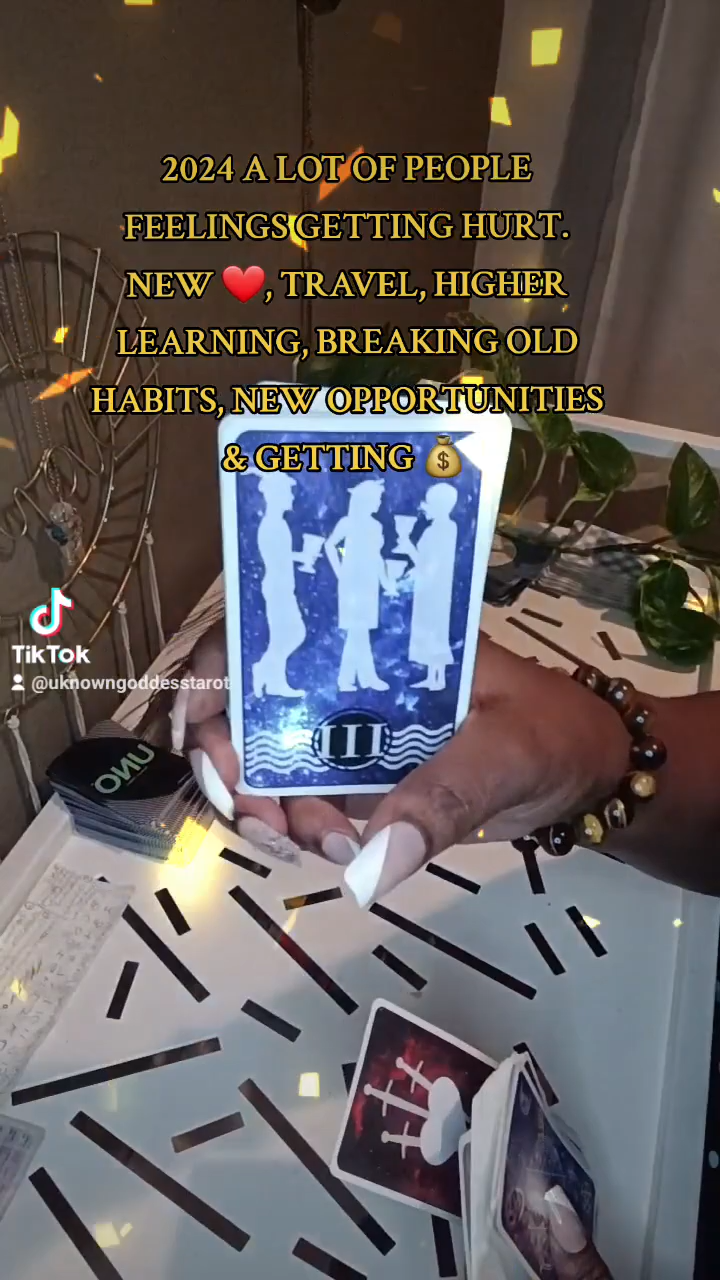 2024 A LOT OF PEOPLE
FEELINGS GETTING HURT.
NEW ❤️, TRAVEL, HIGHER
LEARNING, BREAKING OLD
HABITS, NEW OPPORTUNITIES
& GETTING 💰
III
TikTok
@uknowngoddesstarot
UNO